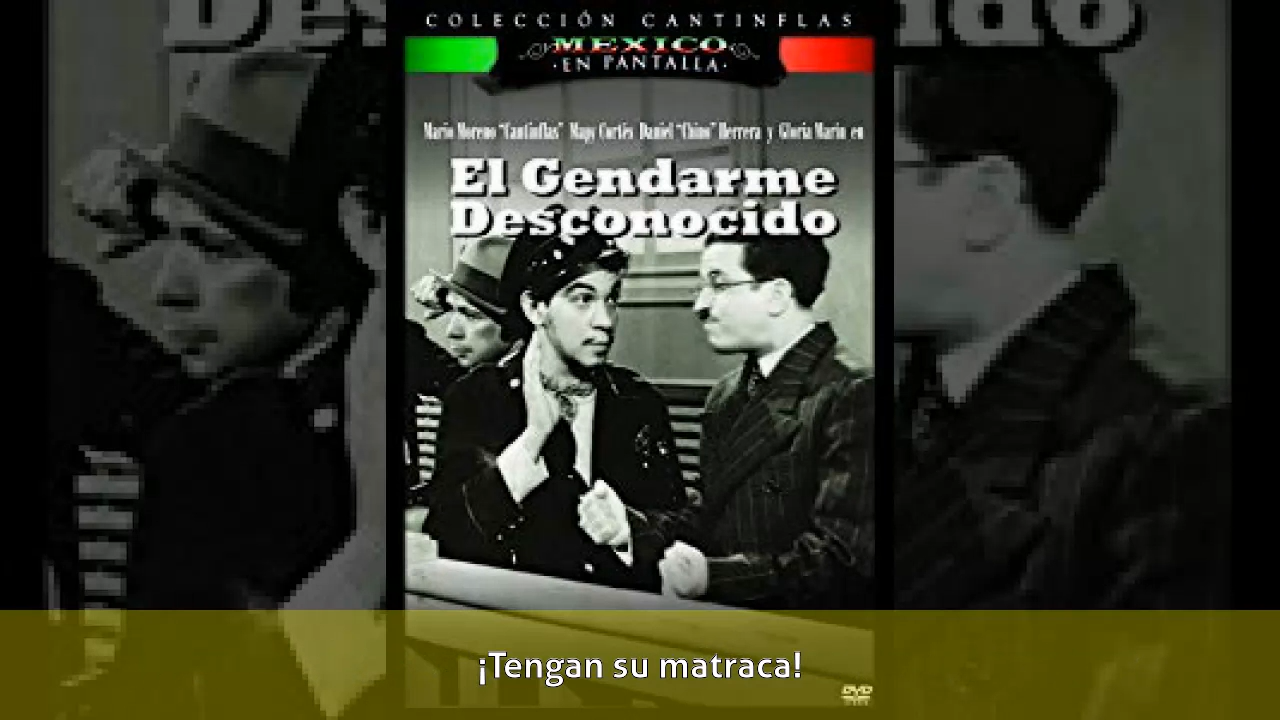 COLECCIÓN CANTINFLAS
MEXICO
·EN PANTALLA·
Mario Moreno "Cantinflas" Mapy Cortés Daniel "Chino" Herrera y Gloria Marín en
El Gendarme
Desconocido
¡Tengan su matraca!
DVD